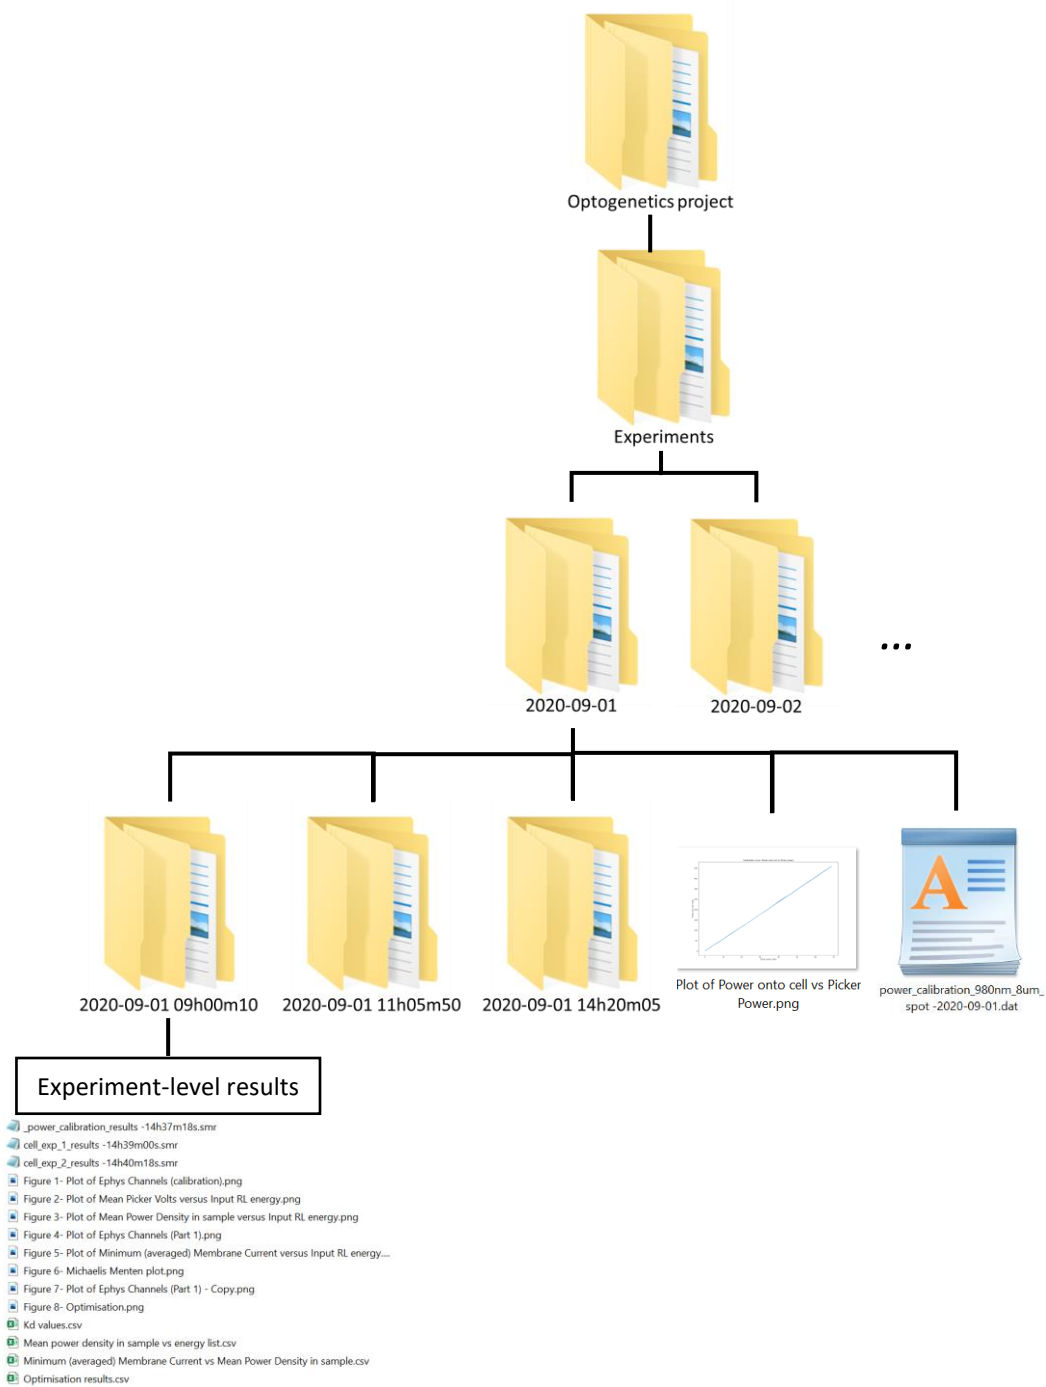 Optogenetics project
Experiments
2020-09-01
2020-09-02
...
2020-09-01 09h00m10
2020-09-01 11h05m50
2020-09-01 14h20m05
Plot of Power onto cell vs Picker
Power.png
A
power_calibration_980nm_8um_
spot -2020-09-01.dat
Experiment-level results
_power_calibration_results -14h37m18s.smr
cell_exp_1_results -14h39m00s.smr
cell_exp_2_results -14h40m18s.smr
Figure 1- Plot of Ephys Channels (calibration).png
Figure 2- Plot of Mean Picker Volts versus Input RL energy.png
Figure 3- Plot of Mean Power Density in sample versus Input RL energy.png
Figure 4- Plot of Ephys Channels (Part 1).png
Figure 5- Plot of Minimum (averaged) Membrane Current versus Input RL energy....
Figure 6- Michaelis Menten plot.png
Figure 7- Plot of Ephys Channels (Part 1) - Copy.png
Figure 8- Optimisation.png
Kd values.csv
Mean power density in sample vs energy list.csv
Minimum (averaged) Membrane Current vs Mean Power Density in sample.csv
Optimisation results.csv